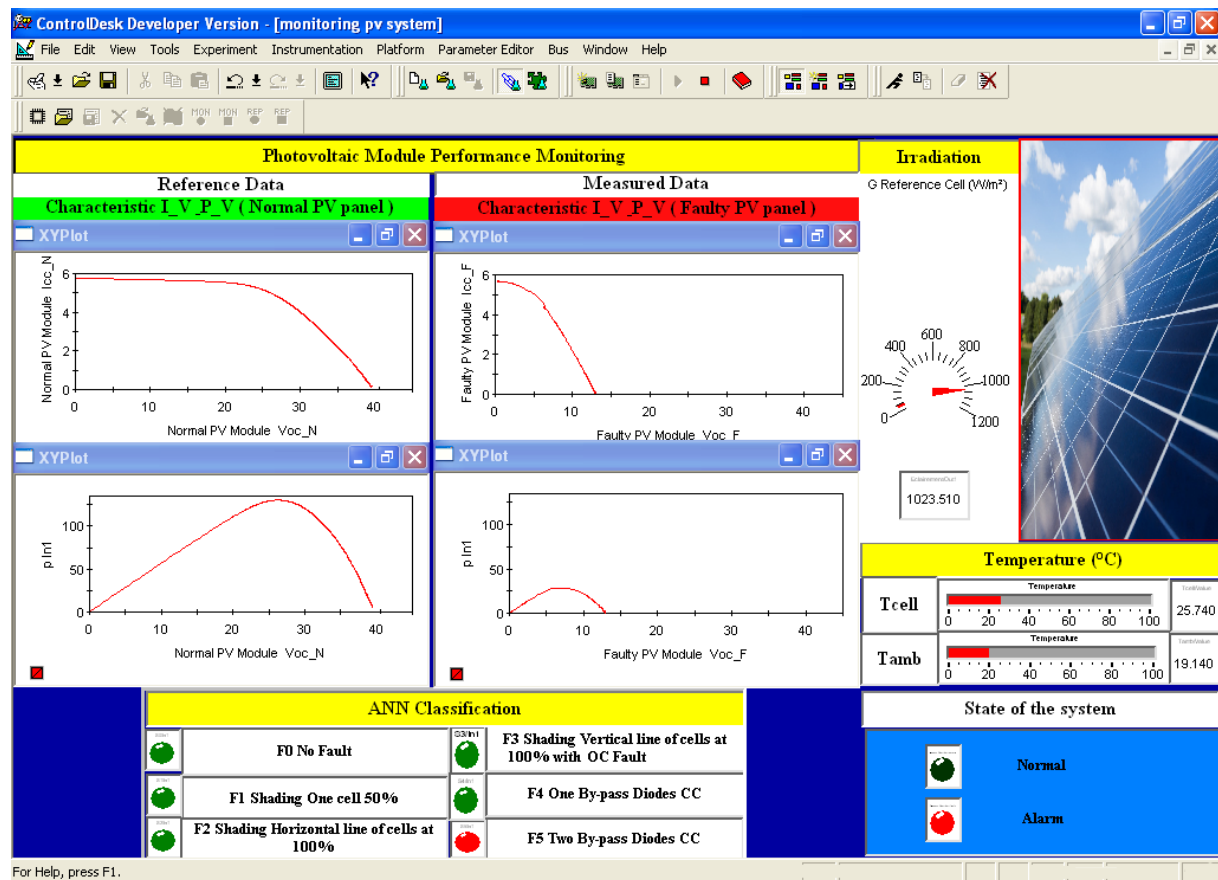 ControlDesk Developer Version - [monitoring pv system]
File Edit View Tools Experiment Instrumentation Platform Parameter Editor Bus Window Help
MON MON REP REP
Photovoltaic Module Performance Monitoring
Irradiation
Reference Data
Measured Data
G Reference Cell (W/m²)
Characteristic I_V_P_V ( Normal PV panel )
Characteristic I_V_P_V ( Faulty PV panel )
XYPlot
XYPlot
Normal PV Module Icc_N
6
4
2
0
0 10 20 30 40
Normal PV Module Voc_N
Faulty PV Module Icc_F
6
4
2
0
0 10 20 30 40
Faulty PV Module Voc_F
0 200 400 600 800 1000 1200
1023.510
XYPlot
XYPlot
p In1
100
50
0
0 10 20 30 40
Normal PV Module Voc_N
p In1
100
50
0
0 10 20 30 40
Faulty PV Module Voc_F
Temperature (°C)
Tcell
Temperature
0 20 40 60 80 100
25.740
Tamb
Temperature
0 20 40 60 80 100
19.140
ANN Classification
State of the system
F0 No Fault
F1 Shading One cell 50%
F2 Shading Horizontal line of cells at
100%
F3 Shading Vertical line of cells at
100% with OC Fault
F4 One By-pass Diodes CC
F5 Two By-pass Diodes CC
Normal
Alarm
For Help, press F1.